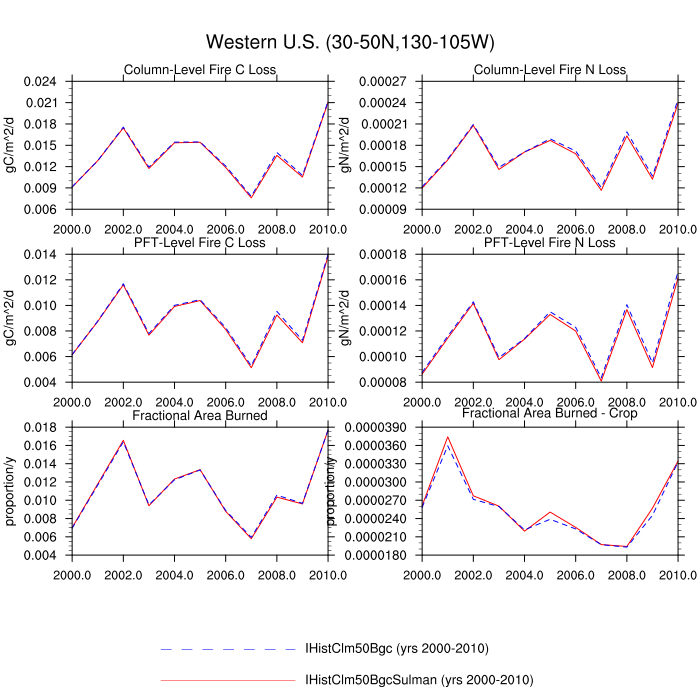 Western U.S. (30-50N,130-105W)
Column-Level Fire C Loss
gC/m^2/d
0.024
0.021
0.018
0.015
0.012
0.009
0.006
2000.0 2002.0 2004.0 2006.0 2008.0 2010.0
Column-Level Fire N Loss
gN/m^2/d
0.00027
0.00024
0.00021
0.00018
0.00015
0.00012
0.00009
2000.0 2002.0 2004.0 2006.0 2008.0 2010.0
PFT-Level Fire C Loss
gC/m^2/d
0.014
0.012
0.010
0.008
0.006
0.004
2000.0 2002.0 2004.0 2006.0 2008.0 2010.0
PFT-Level Fire N Loss
gN/m^2/d
0.00018
0.00016
0.00014
0.00012
0.00010
0.00008
2000.0 2002.0 2004.0 2006.0 2008.0 2010.0
Fractional Area Burned
proportion/y
0.018
0.016
0.014
0.012
0.010
0.008
0.006
0.004
2000.0 2002.0 2004.0 2006.0 2008.0 2010.0
Fractional Area Burned - Crop
proportion/y
0.0000390
0.0000360
0.0000330
0.0000300
0.0000270
0.0000240
0.0000210
0.0000180
2000.0 2002.0 2004.0 2006.0 2008.0 2010.0
IHistClm50Bgc (yrs 2000-2010)
IHistClm50BgcSulman (yrs 2000-2010)